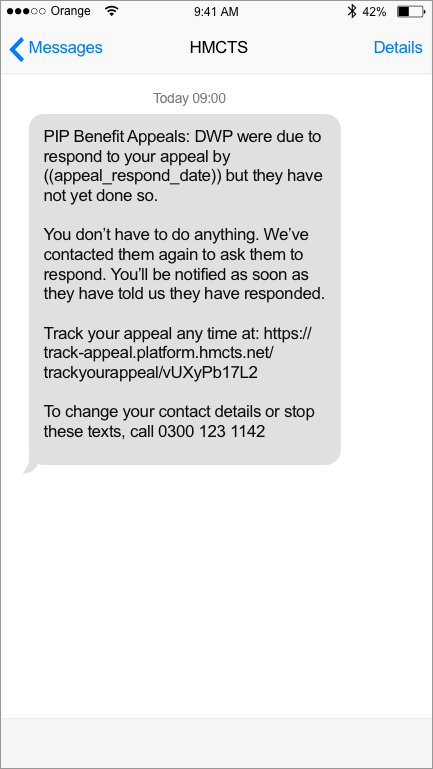 Orange 9:41 AM 42%
Messages HMCTS Details
Today 09:00
PIP Benefit Appeals: DWP were due to
respond to your appeal by
((appeal_respond_date)) but they have
not yet done so.
You don’t have to do anything. We’ve
contacted them again to ask them to
respond. You’ll be notified as soon as
they have told us they have responded.
Track your appeal any time at: https://
track-appeal.platform.hmcts.net/
trackyourappeal/vUXyPb17L2
To change your contact details or stop
these texts, call 0300 123 1142